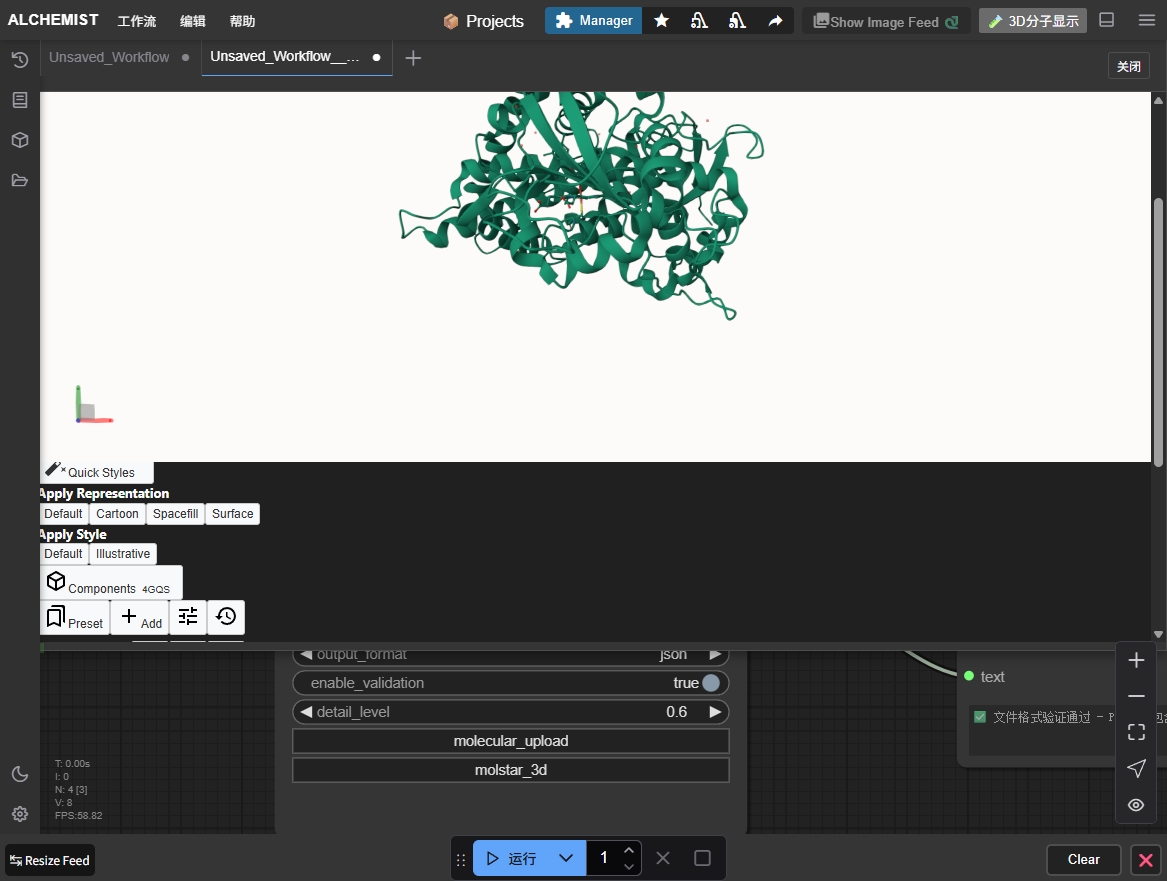 ALCHEMIST 工作流 编辑 帮助 Projects Manager Show Image Feed 3D分子显示
Unsaved_Workflow Unsaved_Workflow__...
关闭
Quick Styles
Apply Representation
Default Cartoon Spacefill Surface
Apply Style
Default Illustrative
Components 4GQS
Preset Add
output_format json
enable_validation true
detail_level 0.6
molecular_upload
molstar_3d
text
文件格式验证通过 - P
T: 0.00s
I: 0
N: 4 [3]
V: 8
FPS:58.82
Resize Feed 运行 1 Clear